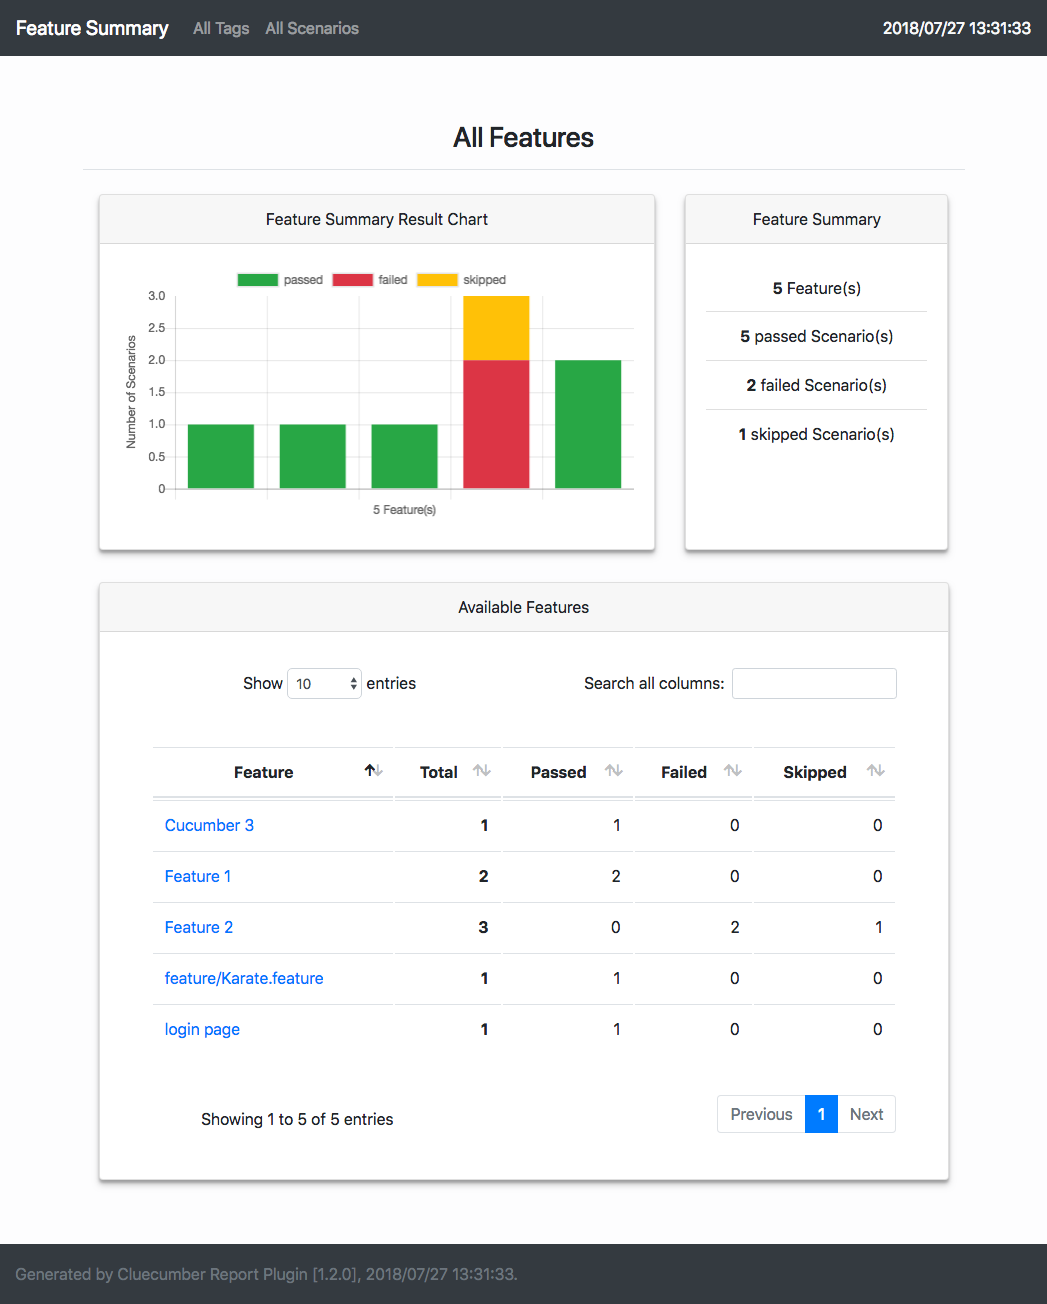 Feature Summary All Tags All Scenarios 2018/07/27 13:31:33
All Features
Feature Summary Result Chart
passed failed skipped
3.0
2.5
2.0
1.5
1.0
0.5
0
Number of Scenarios
5 Feature(s)
Feature Summary
5 Feature(s)
5 passed Scenario(s)
2 failed Scenario(s)
1 skipped Scenario(s)
Available Features
Show 10 entries Search all columns:
Feature Total Passed Failed Skipped
Cucumber 3 1 1 0 0
Feature 1 2 2 0 0
Feature 2 3 0 2 1
feature/Karate.feature 1 1 0 0
login page 1 1 0 0
Showing 1 to 5 of 5 entries Previous 1 Next
Generated by Cluecumber Report Plugin [1.2.0], 2018/07/27 13:31:33.